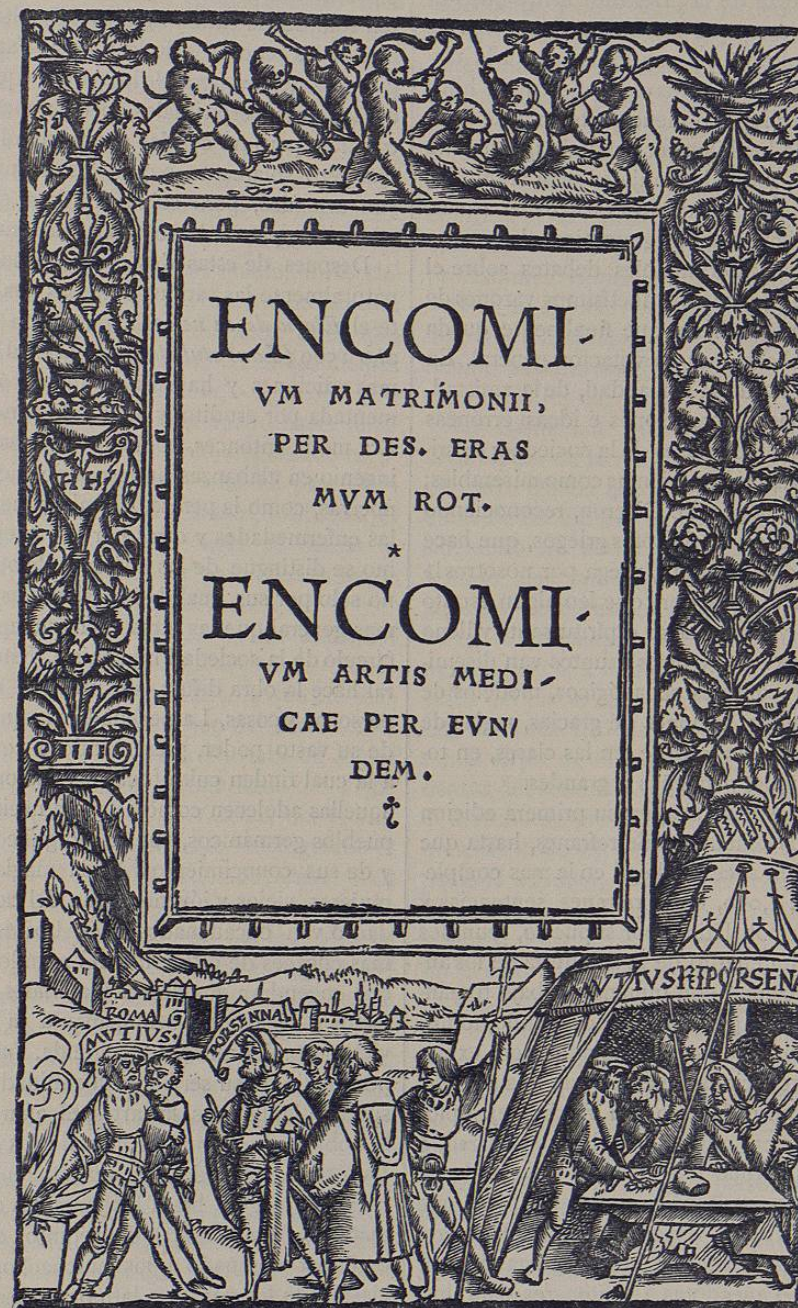 ENCOMI-
VM MATRIMONII,
PER DES. ERAS
MVM ROT.
*
ENCOMI-
VM ARTIS MEDI-
CAE PER EVN/
DEM.
HH
ROMA
MVTIVS.
PORSENNA
MVTIVS
PORSENA